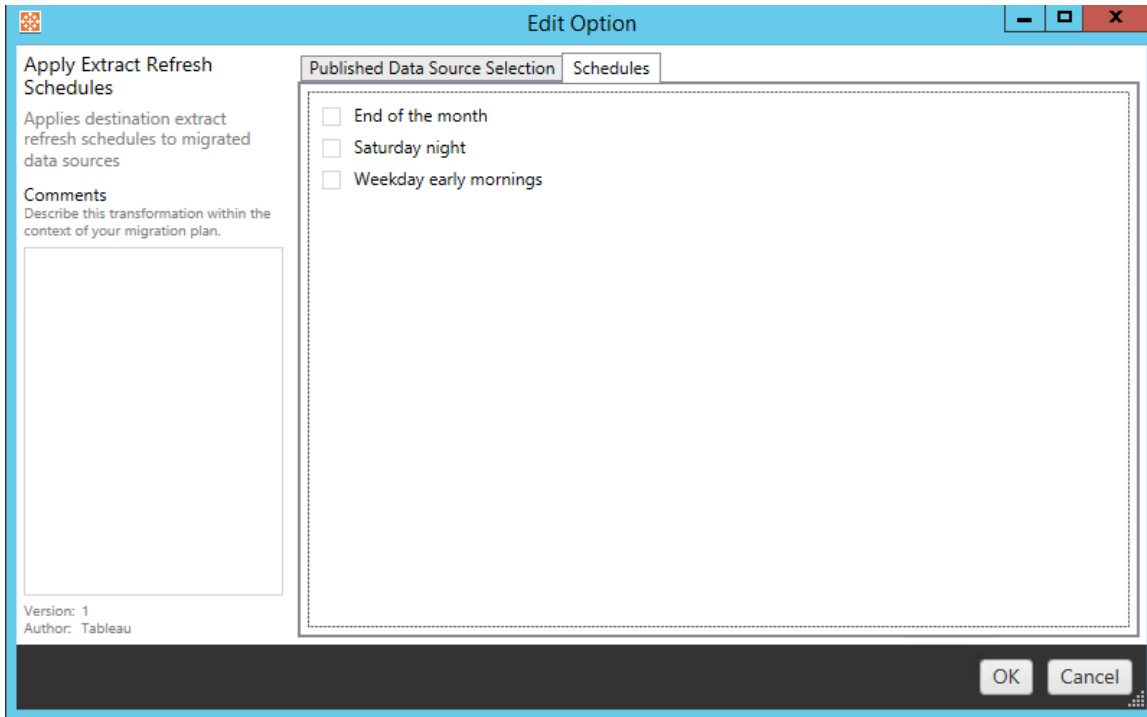 Edit Option
Apply Extract Refresh
Schedules
Applies destination extract
refresh schedules to migrated
data sources
Comments
Describe this transformation within the
context of your migration plan.
Version: 1
Author: Tableau
Published Data Source Selection
Schedules
End of the month
Saturday night
Weekday early mornings
OK
Cancel